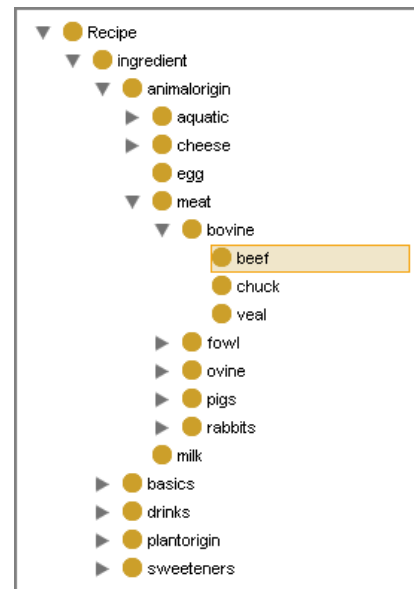 Recipe
ingredient
animalorigin
aquatic
cheese
egg
meat
bovine
beef
chuck
veal
fowl
ovine
pigs
rabbits
milk
basics
drinks
plantorigin
sweeteners